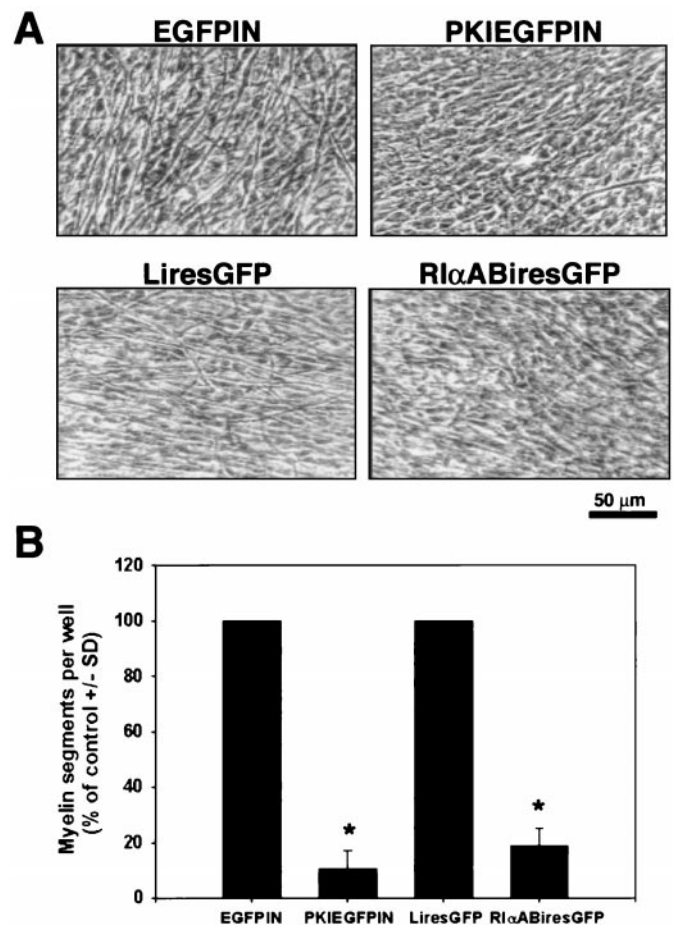 A
EGFPIN
PKIEGFPIN
LiresGFP
RIαABiresGFP
50 μm
B
Myelin segments per well
(% of control +/- SD)
120
100
80
60
40
20
0
*
*
EGFPIN
PKIEGFPIN
LiresGFP
RIαABiresGFP